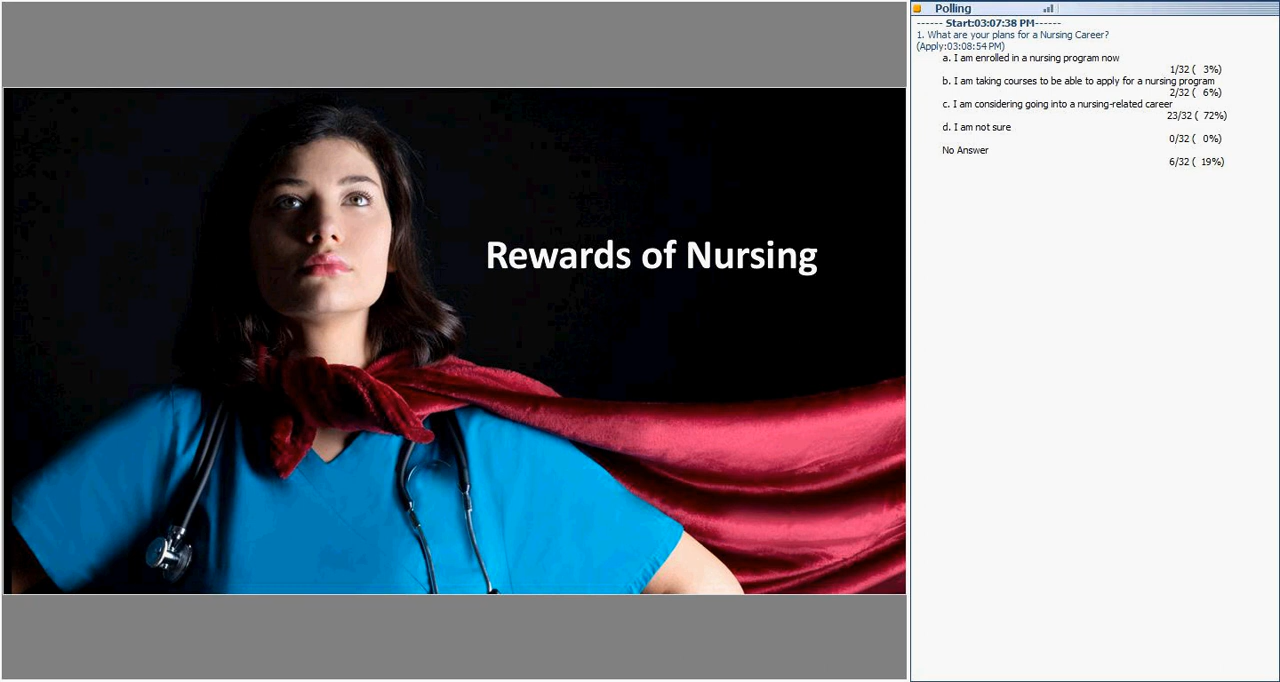 Rewards of Nursing
Polling
------ Start:03:07:38 PM------
1. What are your plans for a Nursing Career?
(Apply:03:08:54 PM)
a. I am enrolled in a nursing program now
1/32 ( 3%)
b. I am taking courses to be able to apply for a nursing program
2/32 ( 6%)
c. I am considering going into a nursing-related career
23/32 ( 72%)
d. I am not sure
0/32 ( 0%)
No Answer
6/32 ( 19%)